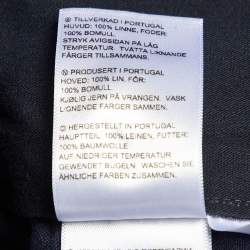 TILLVERKAD I PORTUGAL
HUVUD: 100% LINNE, FODER:
100% BOMULL
STRYK AVIGSIDAN PÅ LÅG
TEMPERATUR. TVÄTTA LIKNANDE
FÄRGER TILLSAMMANS.
N PRODUSERT I PORTUGAL
HOVED: 100% LIN, FÔR:
100% BOMULL
KJØLIG JERN PÅ VRANGEN. VASK
LIGNENDE FARGER SAMMEN.
D HERGESTELLT IN PORTUGAL
HAUPTTEIL: 100% LEINEN, FUTTER:
100% BAUMWOLLE
AUF NIEDRIGER TEMPERATUR
GEWENDET BÜGELN. WASCHEN SIE
ÄHNLICHE FARBEN ZUSAMMEN.